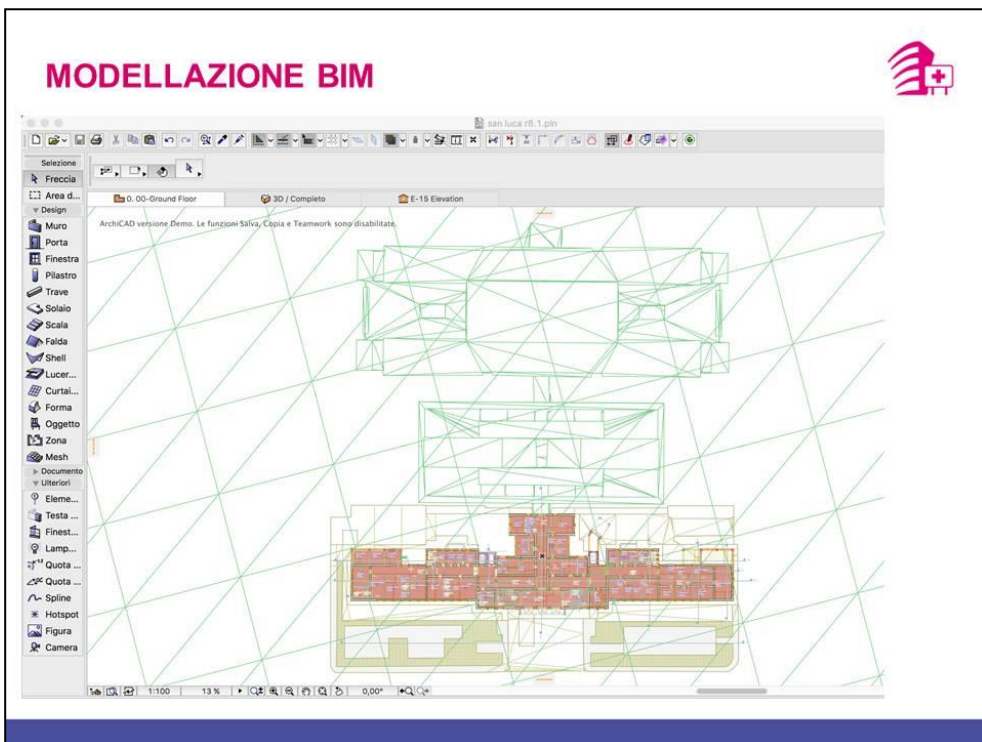 MODELLAZIONE BIM
san luca r8.1.pln
Selezione
Freccia
Area d...
Design
Muro
Porta
Finestra
Pilastro
Trave
Solaio
Scala
Falda
Shell
Lucer...
Curtai...
Forma
Oggetto
Zona
Mesh
Documento
Ulteriori
Eleme...
Testa ...
Finest...
Lamp...
Quota ...
Quota ...
Spline
Hotspot
Figura
Camera
0. 00-Ground Floor
3D / Completo
E-15 Elevation
ArchiCAD versione Demo. Le funzioni Salva, Copia e Teamwork sono disabilitate.
1:100
13 %
0,00°